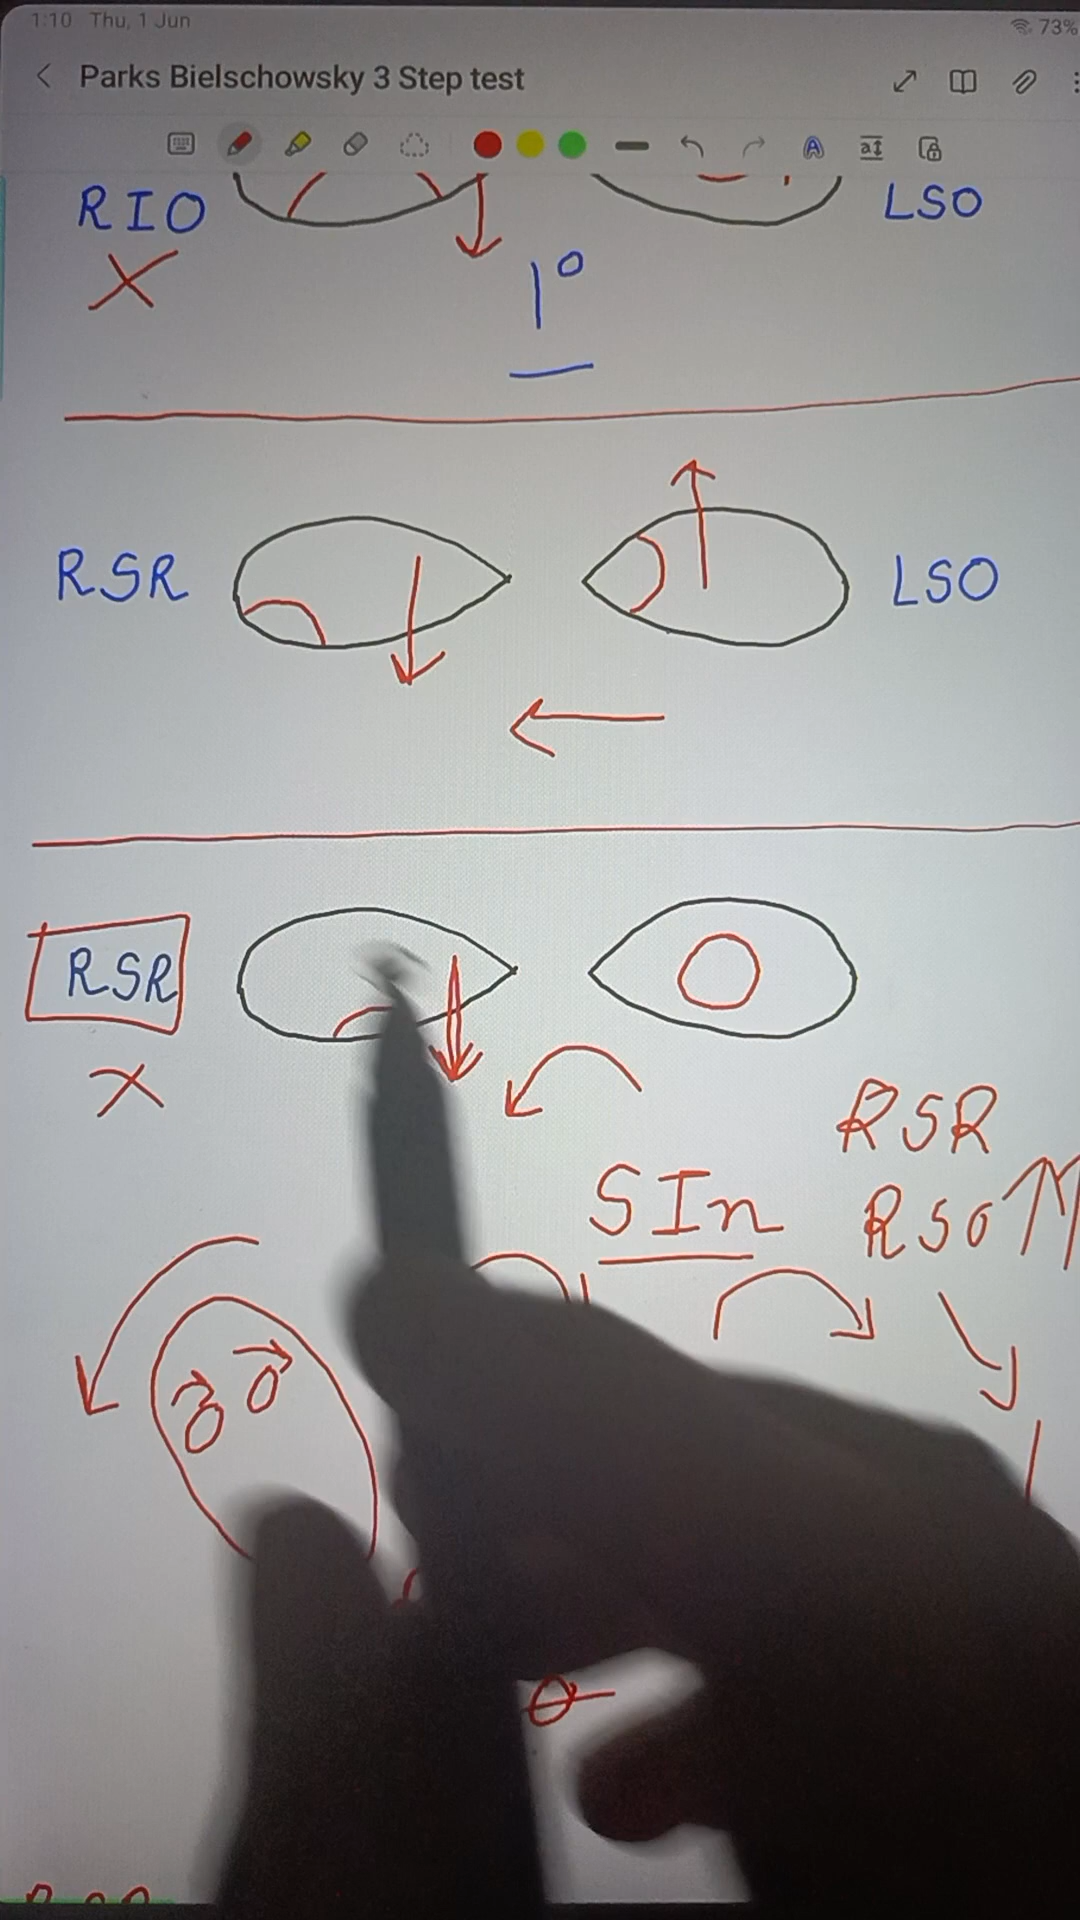 1:10 Thu, 1 Jun 73%
Parks Bielschowsky 3 Step test
RIO LSO
X
1°
RSR LSO
RSR
X
RSR
SIn RSO